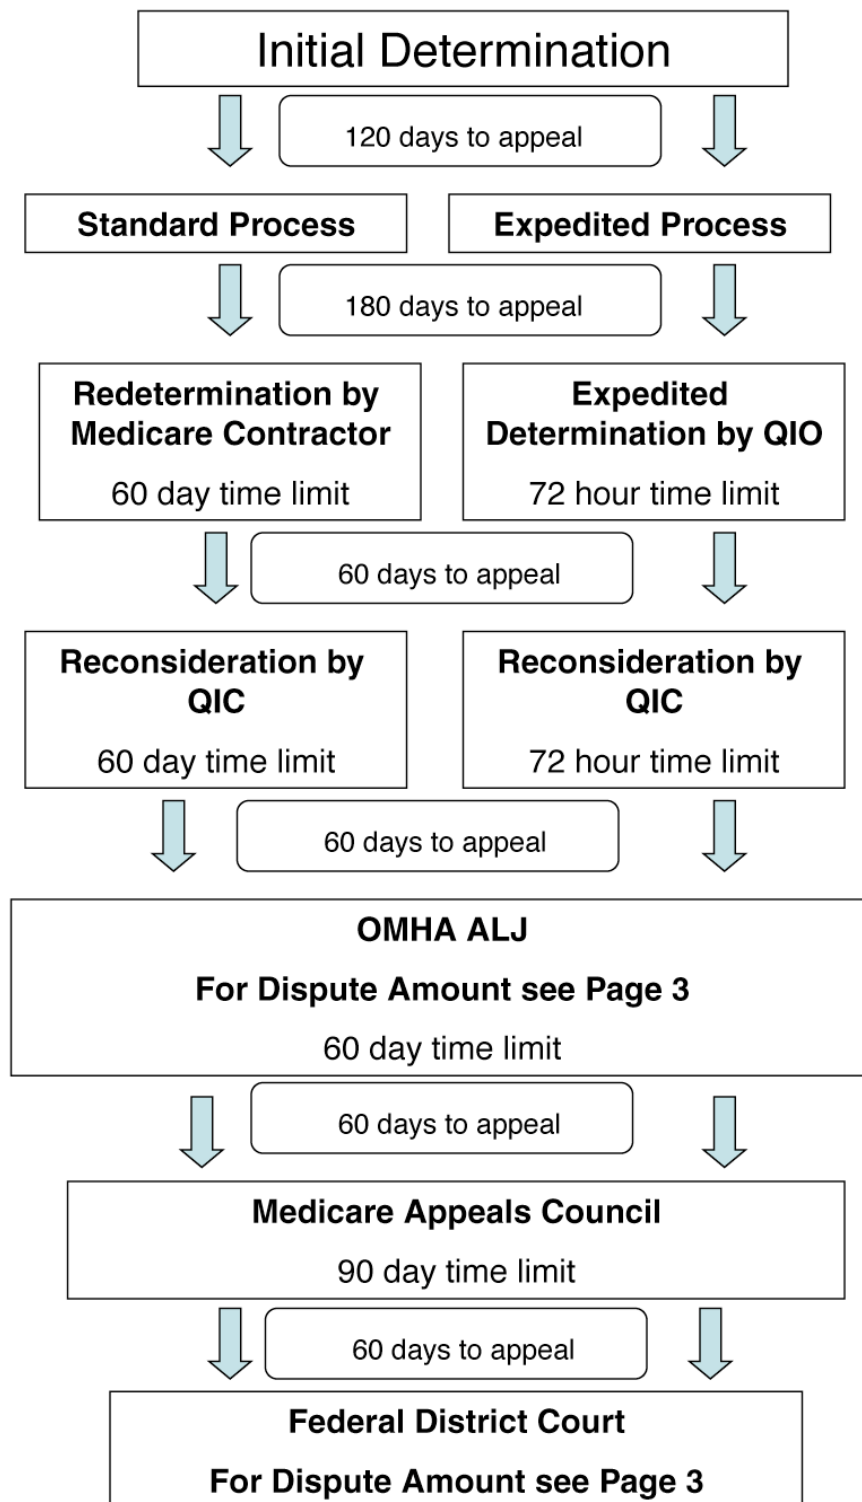 Initial Determination
120 days to appeal
Standard Process
Expedited Process
180 days to appeal
Redetermination by
Medicare Contractor
60 day time limit
Expedited
Determination by QIO
72 hour time limit
60 days to appeal
Reconsideration by
QIC
60 day time limit
Reconsideration by
QIC
72 hour time limit
60 days to appeal
OMHA ALJ
For Dispute Amount see Page 3
60 day time limit
60 days to appeal
Medicare Appeals Council
90 day time limit
60 days to appeal
Federal District Court
For Dispute Amount see Page 3